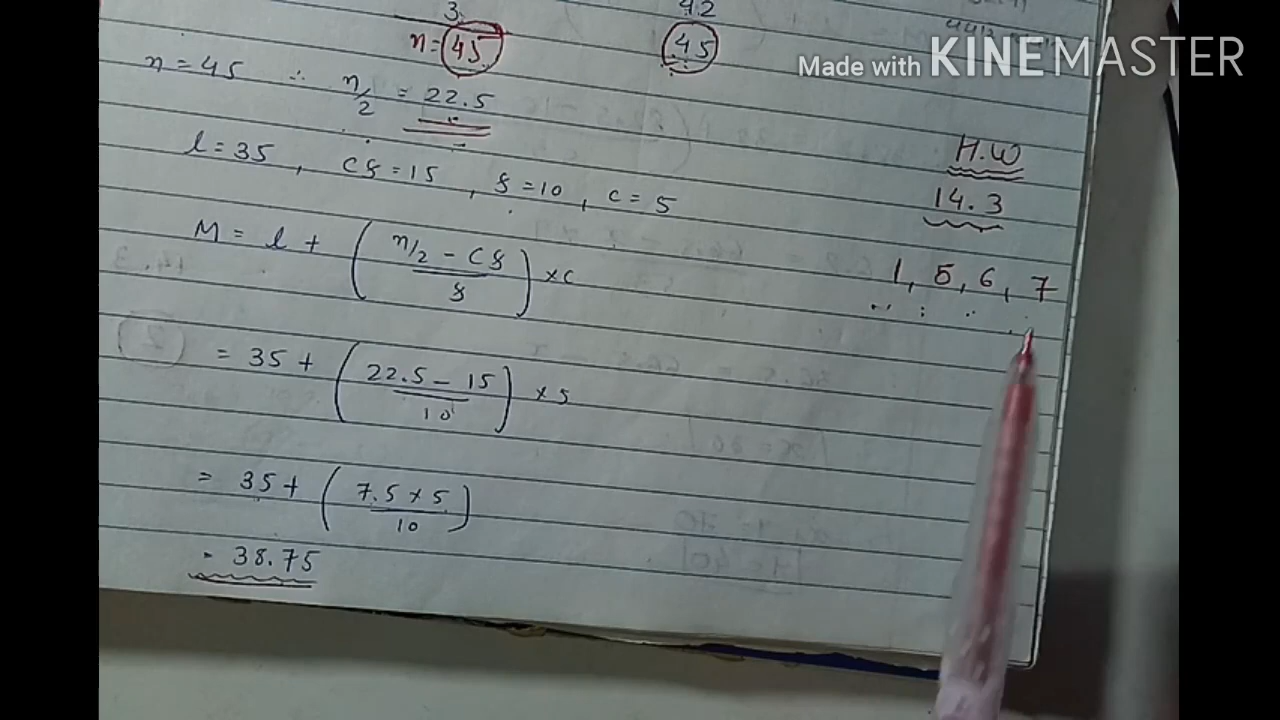 3 42
n=45 45
Made with KINEMASTER
n = 45 ∴ n/2 = 22.5
l = 35, cf = 15, f = 10, c = 5
H.W
14.3
1, 5, 6, 7
M = l + ( n/2 - cf / f ) × c
= 35 + ( 22.5 - 15 / 10 ) × 5
= 35 + ( 7.5 × 5 / 10 )
= 38.75